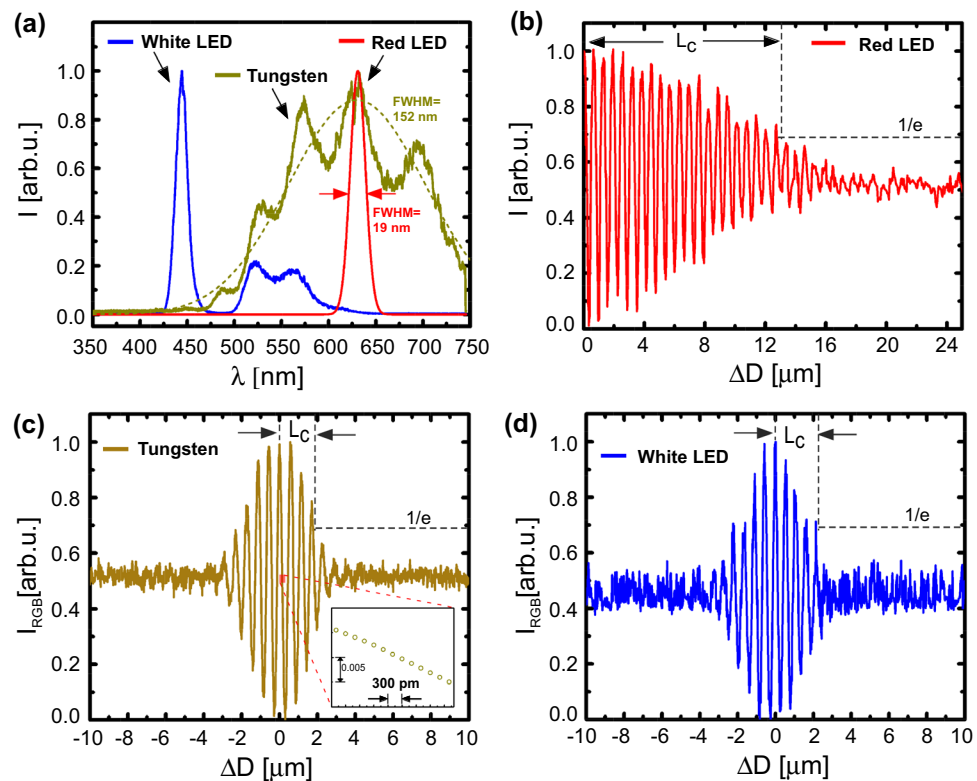 (a)
White LED
Red LED
Tungsten
FWHM=
152 nm
FWHM=
19 nm
1.0
0.8
0.6
0.4
0.2
0.0
I [arb.u.]
350 450 550 650 750
λ [nm]
(b)
L_C
Red LED
1/e
1.0
0.8
0.6
0.4
0.2
0.0
I [arb.u.]
0 4 8 12 16 20 24
ΔD [μm]
(c)
L_C
Tungsten
1/e
0.005
300 pm
1.0
0.8
0.6
0.4
0.2
0.0
I_RGB[arb.u.]
-10 -8 -6 -4 -2 0 2 4 6 8 10
ΔD [μm]
(d)
L_C
White LED
1/e
1.0
0.8
0.6
0.4
0.2
0.0
I_RGB[arb.u.]
-10 -8 -6 -4 -2 0 2 4 6 8 10
ΔD [μm]